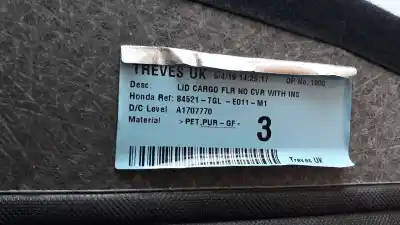 TREVES UK 5/4/19 14:25:17 OP No. 1000
Desc: LID CARGO FLR NO CVR WITH INS
Honda Ref: 84521-TGL -E011-M1
D/C Level A1707770
Material >PET,PUR-GF-
3
Treves UK